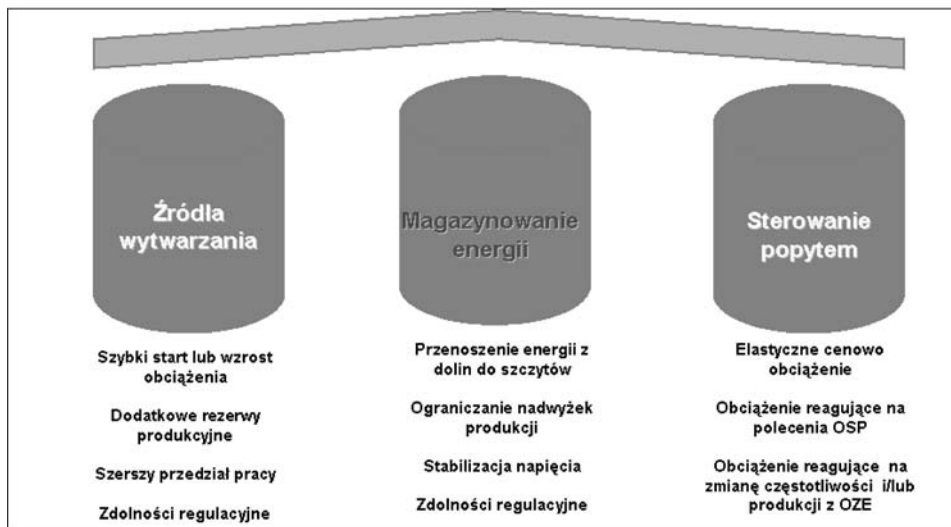 Źródla
wytwarzania
Szybki start lub wzrost
obciążenia
Dodatkowe rezerwy
produkcyjne
Szerszy przedział pracy
Zdolności regulacyjne
Magazynowanie
energii
Przenoszenie energii z
dolin do szczytów
Ograniczanie nadwyżek
produkcji
Stabilizacja napięcia
Zdolności regulacyjne
Sterowanie
popytem
Elastyczne cenowo
obciążenie
Obciążenie reagujące na
polecenia OSP
Obciążenie reagujące na
zmianę częstotliwości i/lub
produkcji z OZE